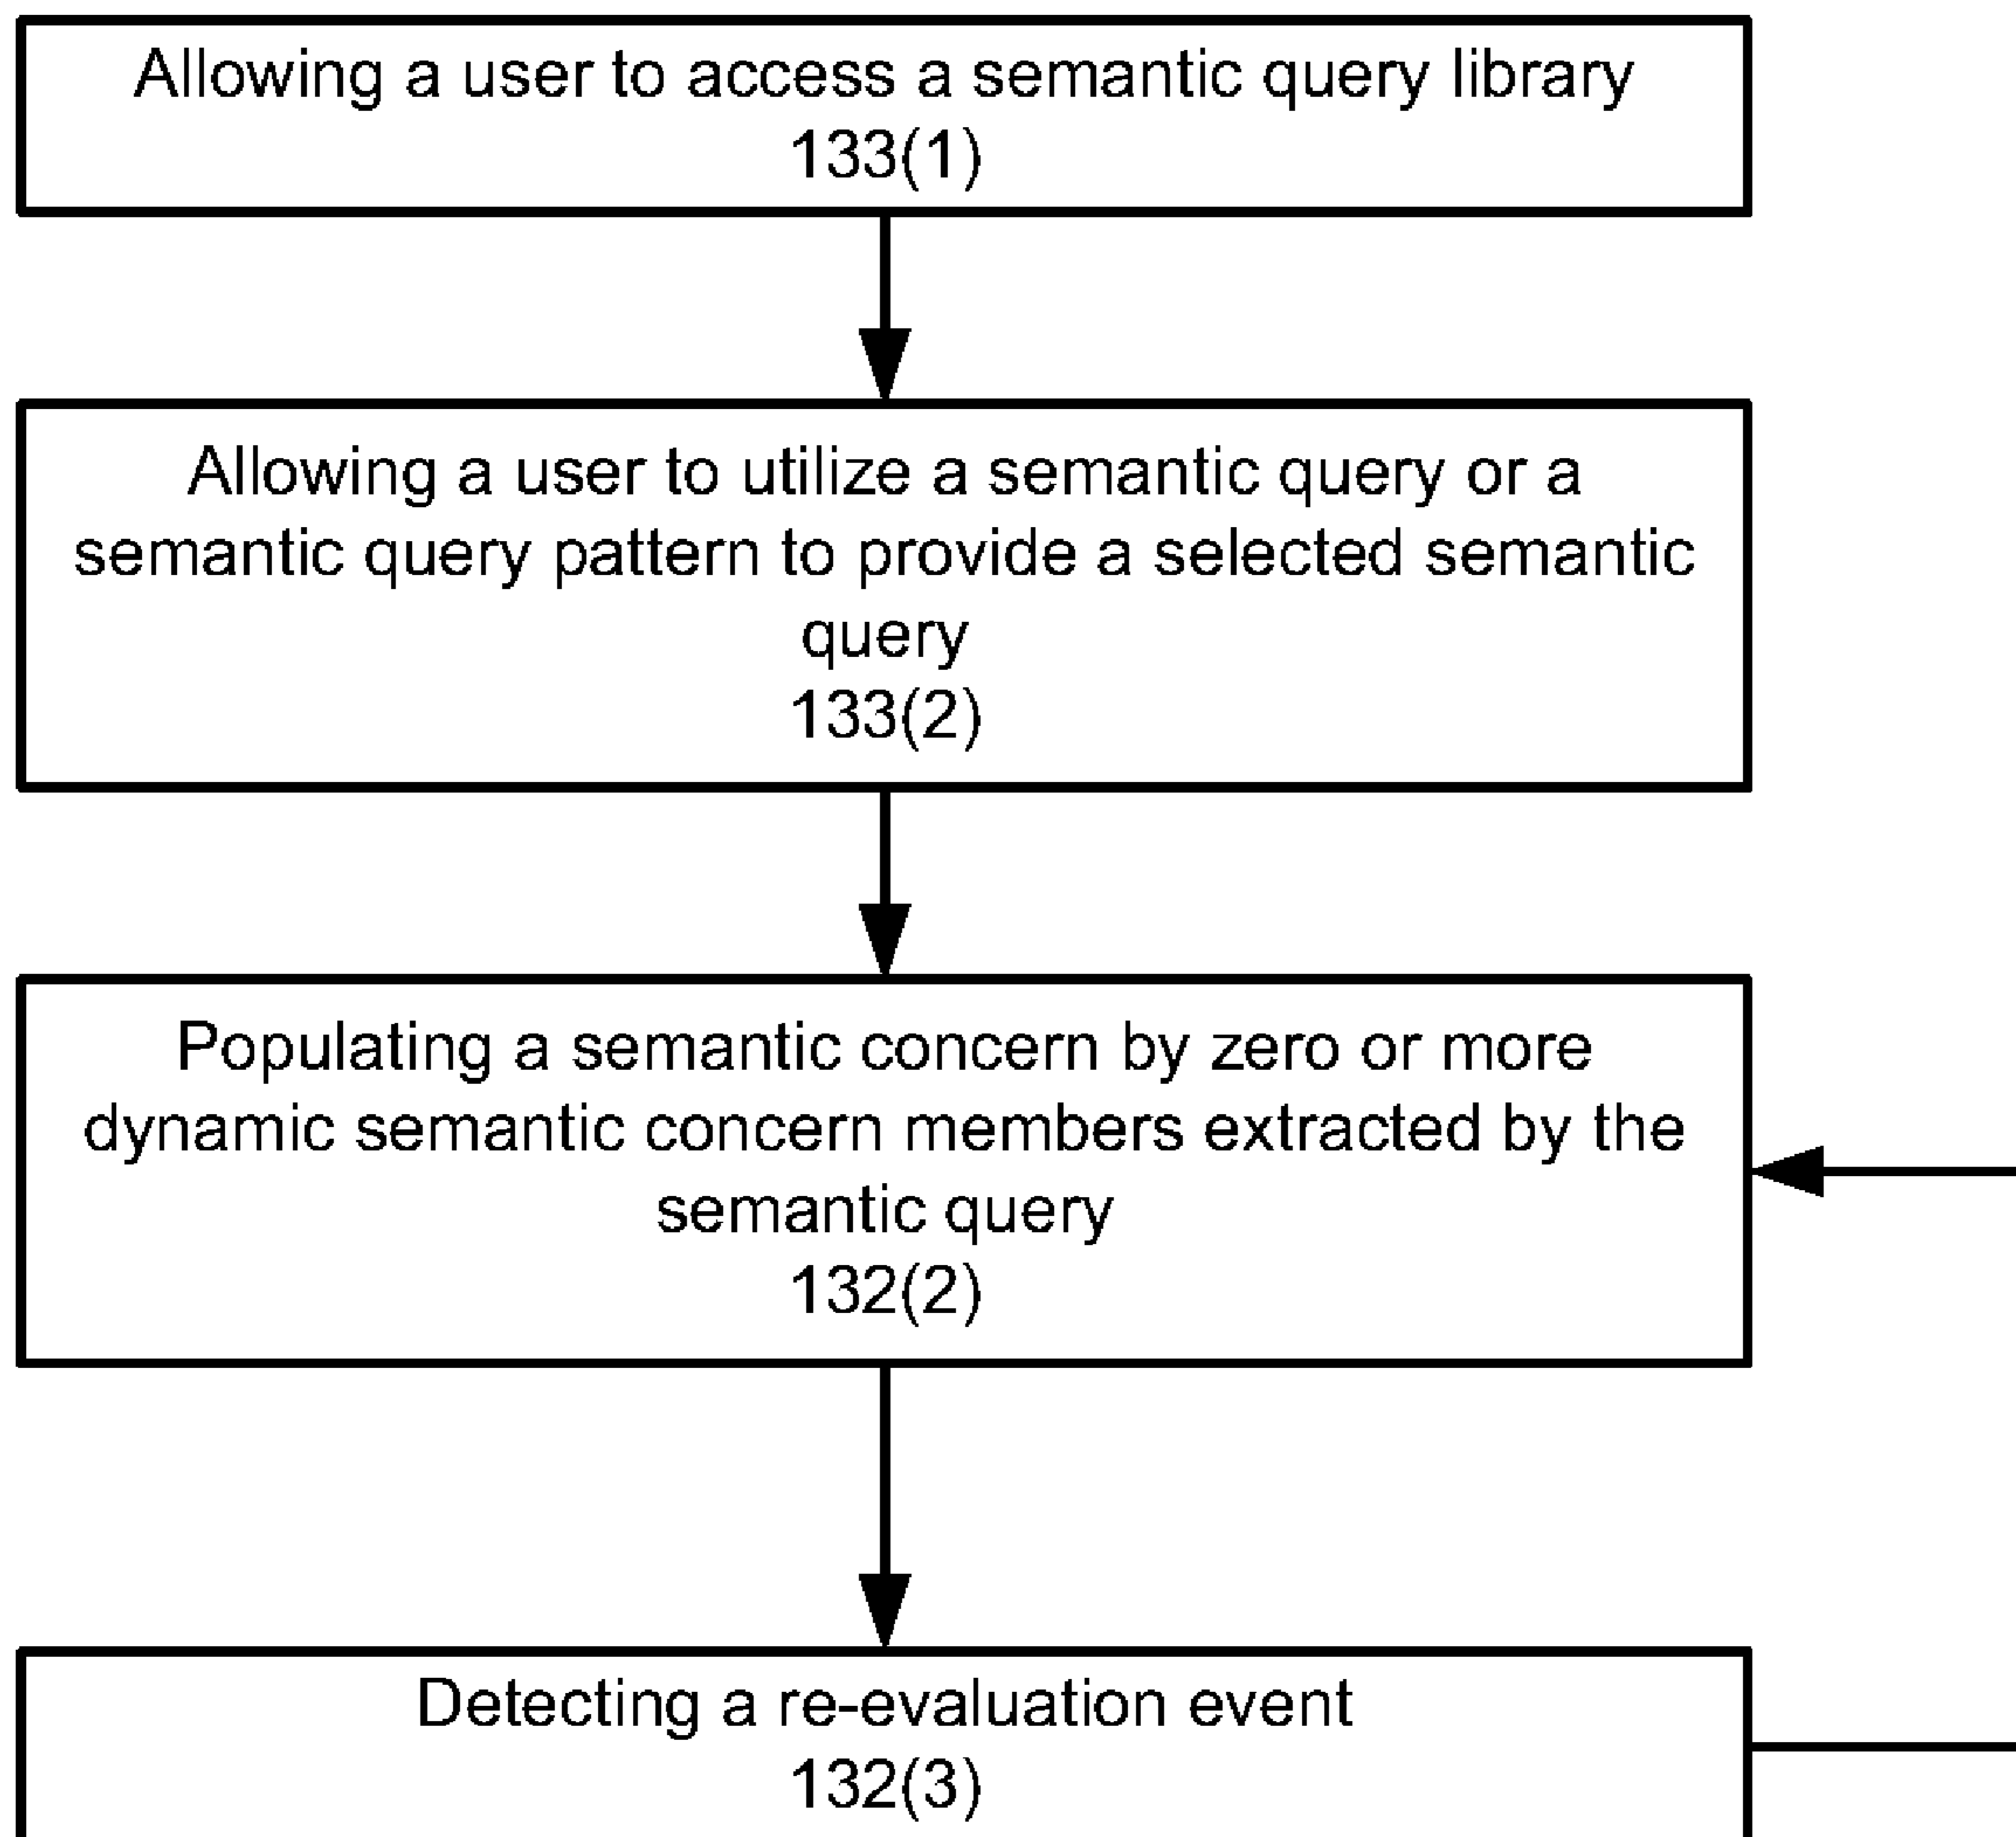 Allowing a user to access a semantic query library
133(1)
Allowing a user to utilize a semantic query or a
semantic query pattern to provide a selected semantic
query
133(2)
Populating a semantic concern by zero or more
dynamic semantic concern members extracted by the
semantic query
132(2)
Detecting a re-evaluation event
132(3)